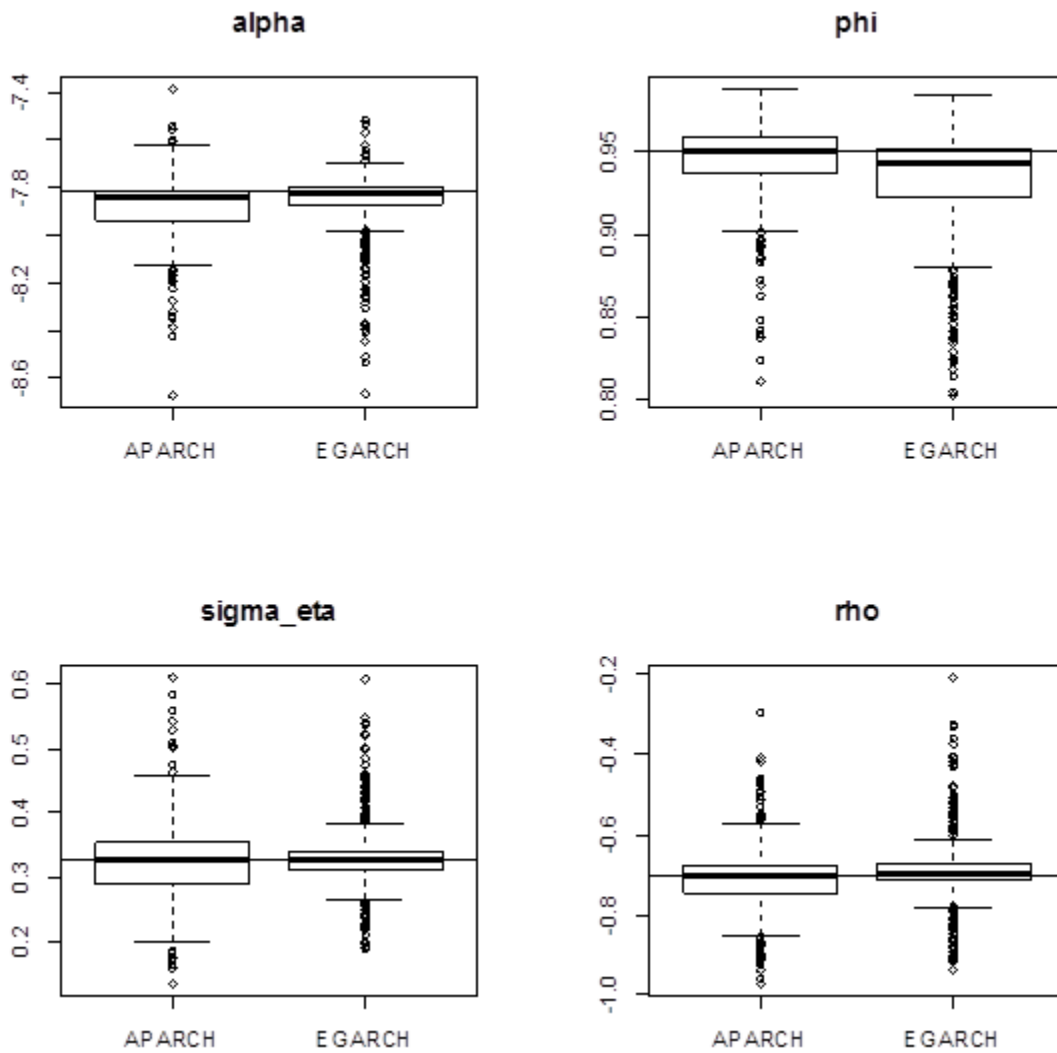 alpha
phi
-7.4
-7.8
-8.2
-8.6
APARCH
EGARCH
0.95
0.90
0.85
0.80
APARCH
EGARCH
sigma_eta
rho
0.6
0.5
0.4
0.3
0.2
APARCH
EGARCH
-0.2
-0.4
-0.6
-0.8
-1.0
APARCH
EGARCH